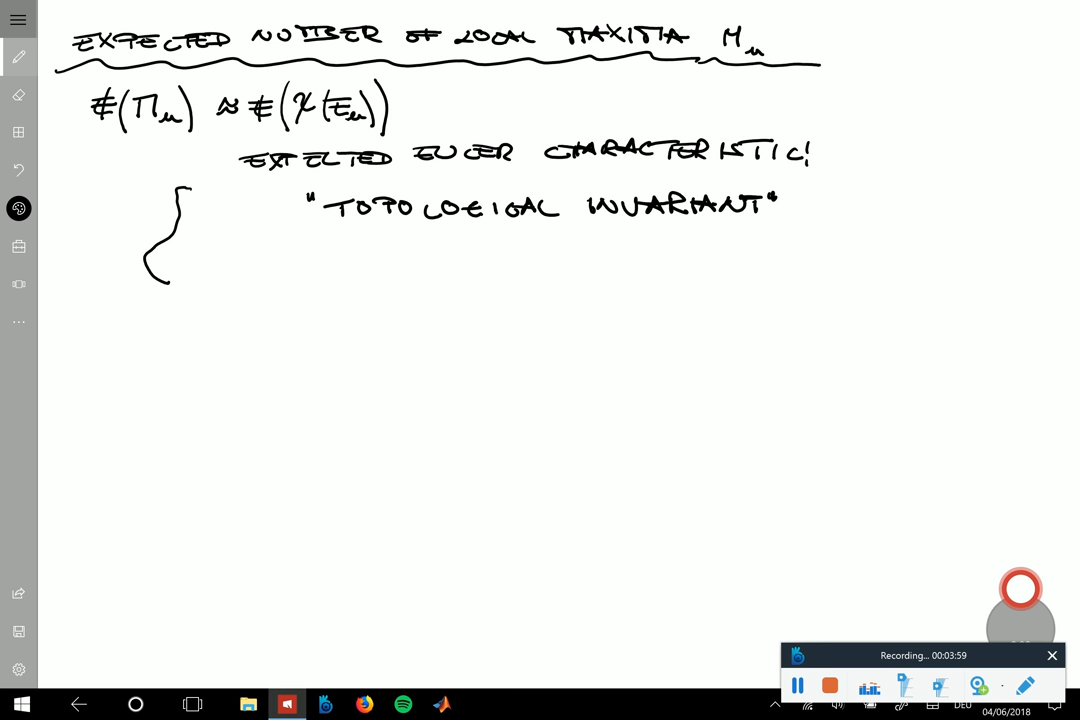 EXPECTED NUMBER OF LOCAL MAXIMA M_u
E(M_u) ≈ E(χ(E_u))
EXPECTED EULER CHARACTERISTIC!
"TOPOLOGICAL INVARIANT"
Recording... 00:03:59
DEU
04/06/2018